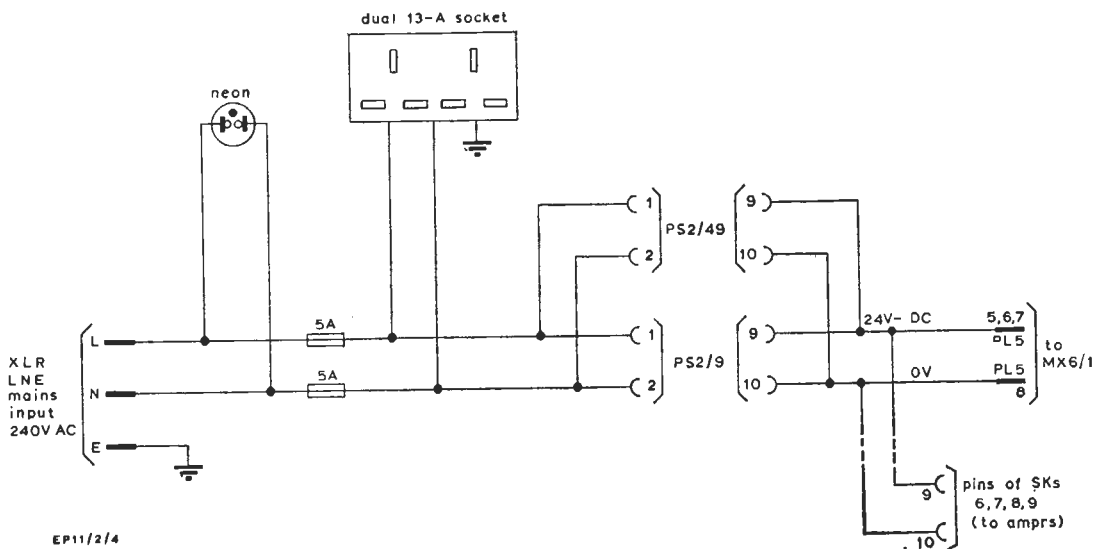 dual 13-A socket
neon
1
2
PS2/49
9
10
5A
5A
1
2
PS2/9
9
10
24V- DC
0V
5,6,7
PL5
PL5
8
to
MX6/1
XLR
LNE
mains
input
240V AC
L
N
E
9
10
pins of SKs
6,7,8,9
(to amprs)
EP11/2/4